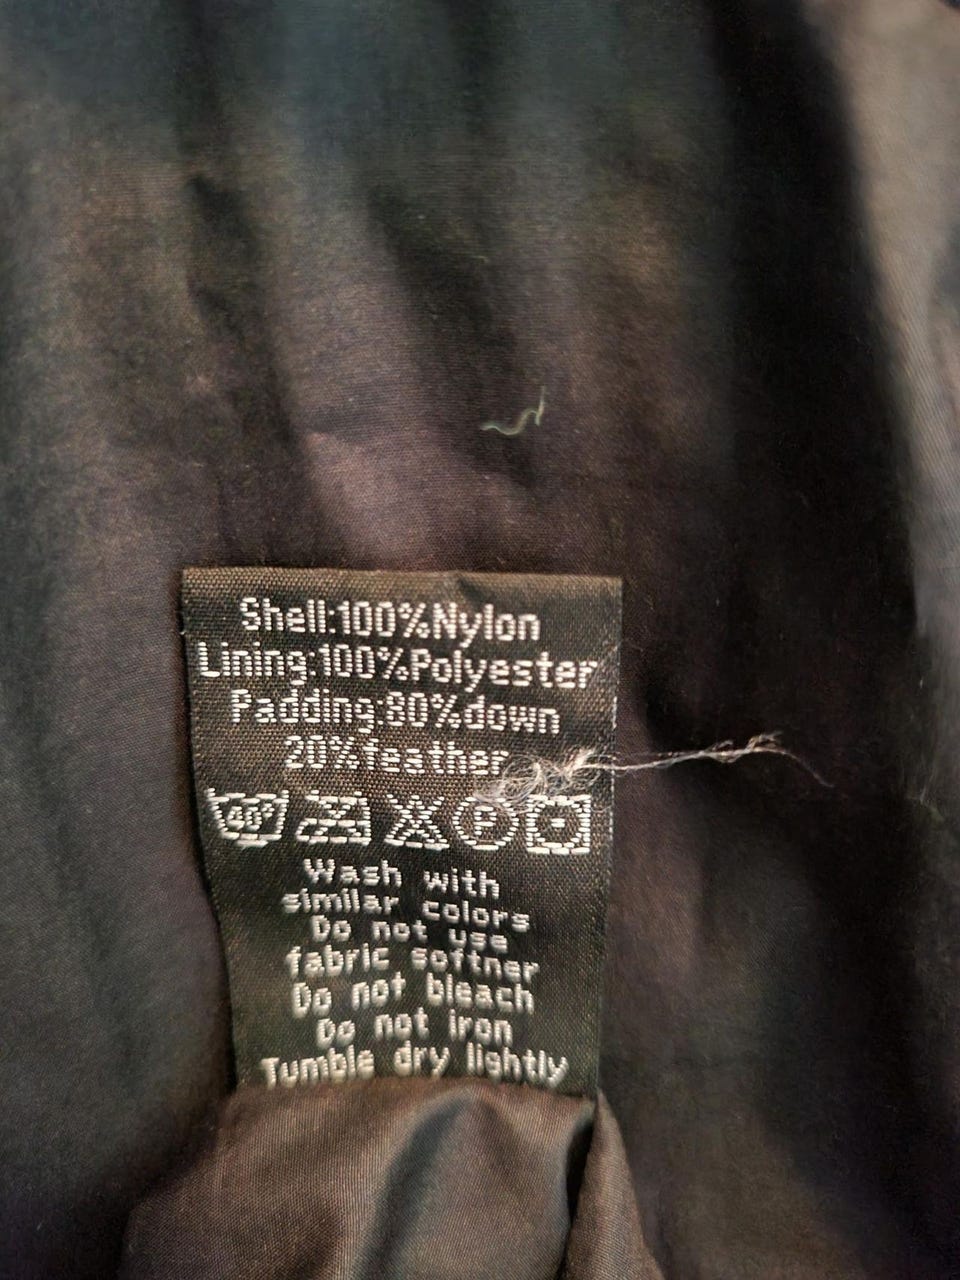 Shell:100%Nylon
Lining:100%Polyester
Padding:80%down
20%feather
40° P
Wash with
similar colors
Do not use
fabric softner
Do not bleach
Do not iron
Tumble dry lightly